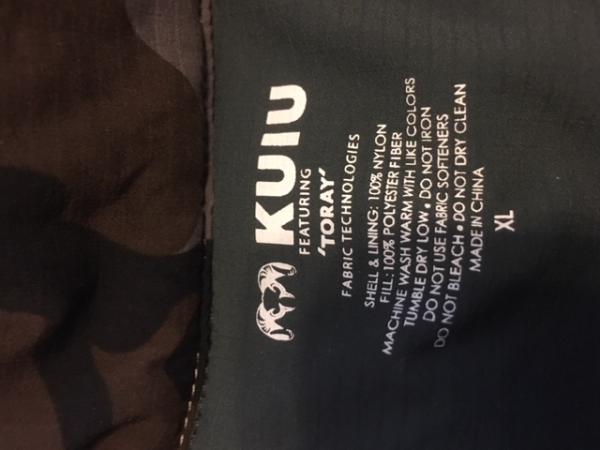 KUIU
FEATURING
'TORAY'
FABRIC TECHNOLOGIES
SHELL & LINING: 100% NYLON
FILL: 100% POLYESTER FIBER
MACHINE WASH WARM WITH LIKE COLORS
TUMBLE DRY LOW • DO NOT IRON
DO NOT USE FABRIC SOFTENERS
DO NOT BLEACH • DO NOT DRY CLEAN
MADE IN CHINA
XL